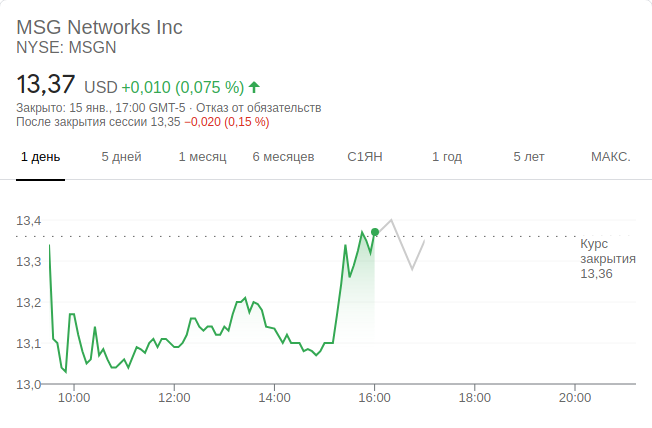 MSG Networks Inc
NYSE: MSGN
13,37 USD +0,010 (0,075 %)
Закрыто: 15 янв., 17:00 GMT-5 · Отказ от обязательств
После закрытия сессии 13,35 −0,020 (0,15 %)
1 день 5 дней 1 месяц 6 месяцев С1ЯН 1 год 5 лет МАКС.
13,4
Курс
закрытия
13,36
13,3
13,2
13,1
13,0
10:00 12:00 14:00 16:00 18:00 20:00